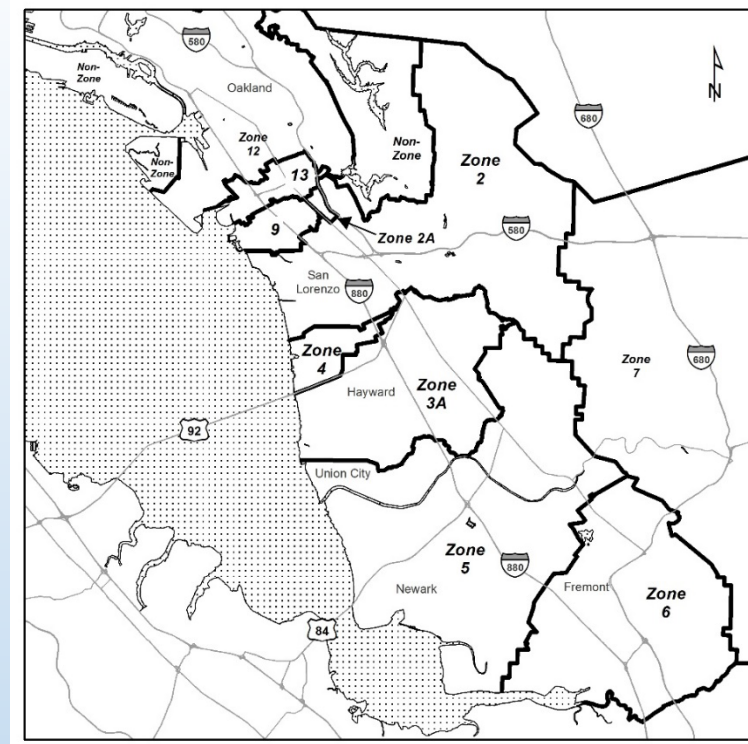 580
Non-
Zone
Oakland
680
N
Zone
12
Non-
Zone
Zone
2
Non-
Zone
13
9
Zone 2A
580
San
Lorenzo
880
Zone
4
Zone
7
680
Hayward
Zone
3A
92
Union City
Zone
5
880
Newark
Fremont
Zone
6
84